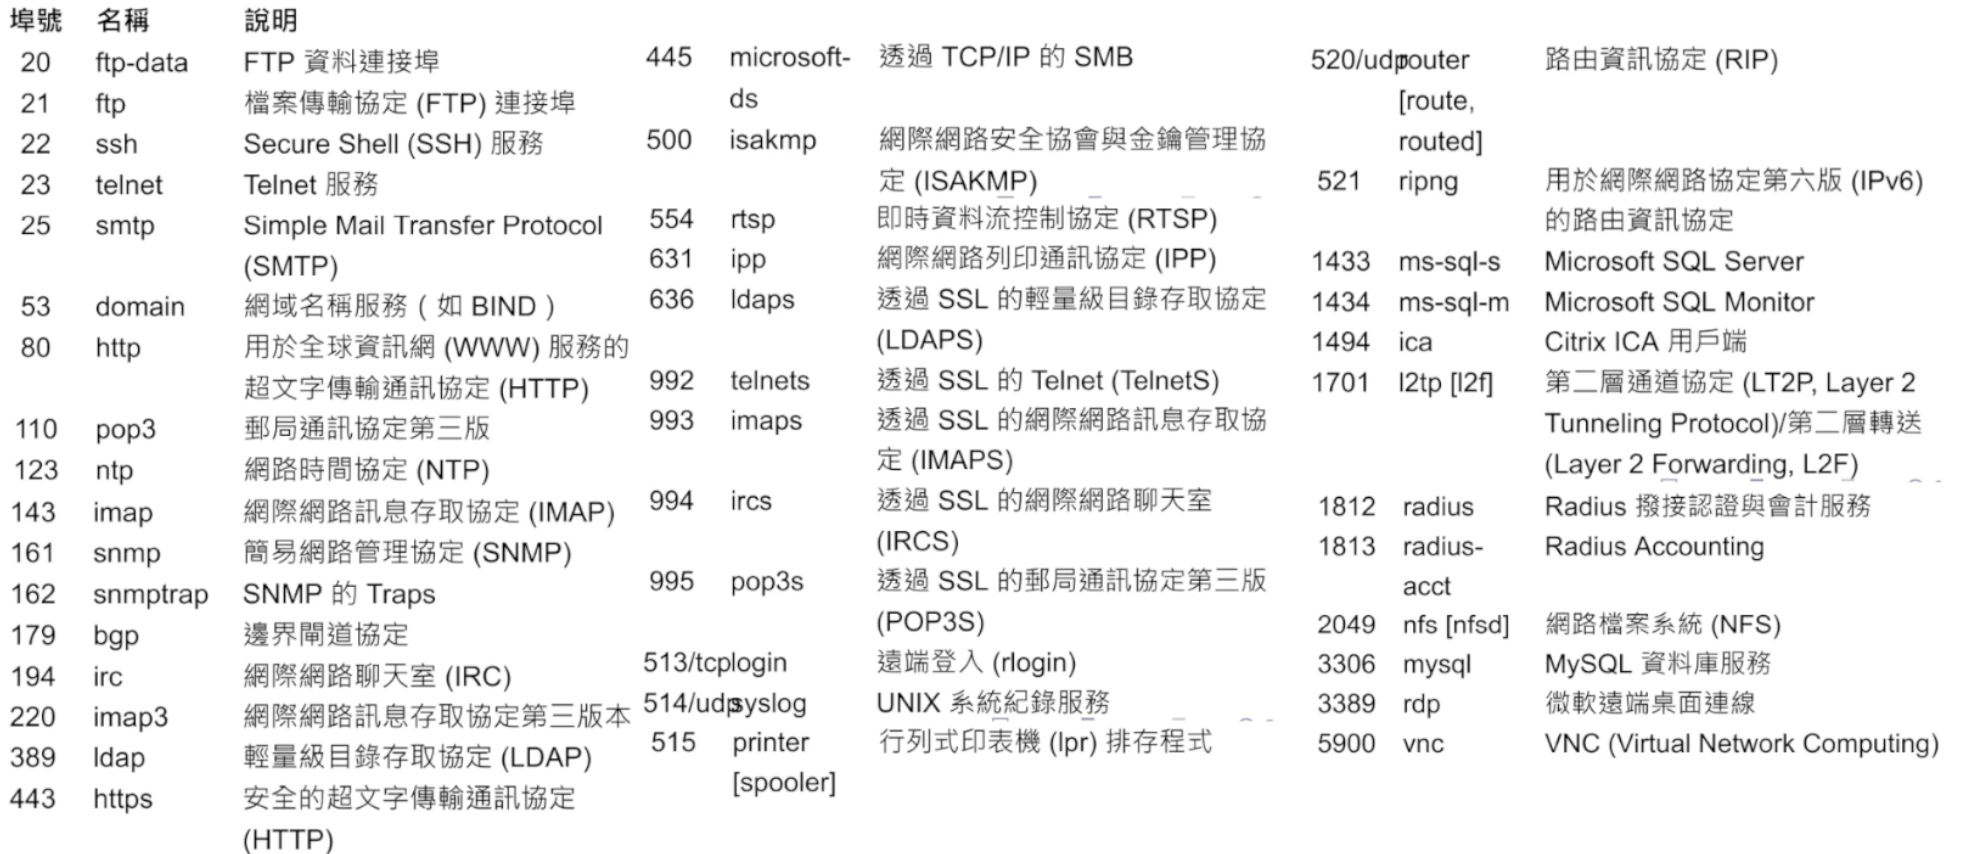 埠號 名稱 說明
20 ftp-data FTP 資料連接埠
21 ftp 檔案傳輸協定 (FTP) 連接埠
22 ssh Secure Shell (SSH) 服務
23 telnet Telnet 服務
25 smtp Simple Mail Transfer Protocol
(SMTP)
53 domain 網域名稱服務 ( 如 BIND )
80 http 用於全球資訊網 (WWW) 服務的
超文字傳輸通訊協定 (HTTP)
110 pop3 郵局通訊協定第三版
123 ntp 網路時間協定 (NTP)
143 imap 網際網路訊息存取協定 (IMAP)
161 snmp 簡易網路管理協定 (SNMP)
162 snmptrap SNMP 的 Traps
179 bgp 邊界閘道協定
194 irc 網際網路聊天室 (IRC)
220 imap3 網際網路訊息存取協定第三版本
389 ldap 輕量級目錄存取協定 (LDAP)
443 https 安全的超文字傳輸通訊協定
(HTTP)
445 microsoft- 透過 TCP/IP 的 SMB
ds
500 isakmp 網際網路安全協會與金鑰管理協
定 (ISAKMP)
554 rtsp 即時資料流控制協定 (RTSP)
631 ipp 網際網路列印通訊協定 (IPP)
636 ldaps 透過 SSL 的輕量級目錄存取協定
(LDAPS)
992 telnets 透過 SSL 的 Telnet (TelnetS)
993 imaps 透過 SSL 的網際網路訊息存取協
定 (IMAPS)
994 ircs 透過 SSL 的網際網路聊天室
(IRCS)
995 pop3s 透過 SSL 的郵局通訊協定第三版
(POP3S)
513/tcp login 遠端登入 (rlogin)
514/udp syslog UNIX 系統紀錄服務
515 printer 行列式印表機 (lpr) 排存程式
[spooler]
520/udp router 路由資訊協定 (RIP)
[route,
routed]
521 ripng 用於網際網路協定第六版 (IPv6)
的路由資訊協定
1433 ms-sql-s Microsoft SQL Server
1434 ms-sql-m Microsoft SQL Monitor
1494 ica Citrix ICA 用戶端
1701 l2tp [l2f] 第二層通道協定 (LT2P, Layer 2
Tunneling Protocol)/第二層轉送
(Layer 2 Forwarding, L2F)
1812 radius Radius 撥接認證與會計服務
1813 radius- Radius Accounting
acct
2049 nfs [nfsd] 網路檔案系統 (NFS)
3306 mysql MySQL 資料庫服務
3389 rdp 微軟遠端桌面連線
5900 vnc VNC (Virtual Network Computing)